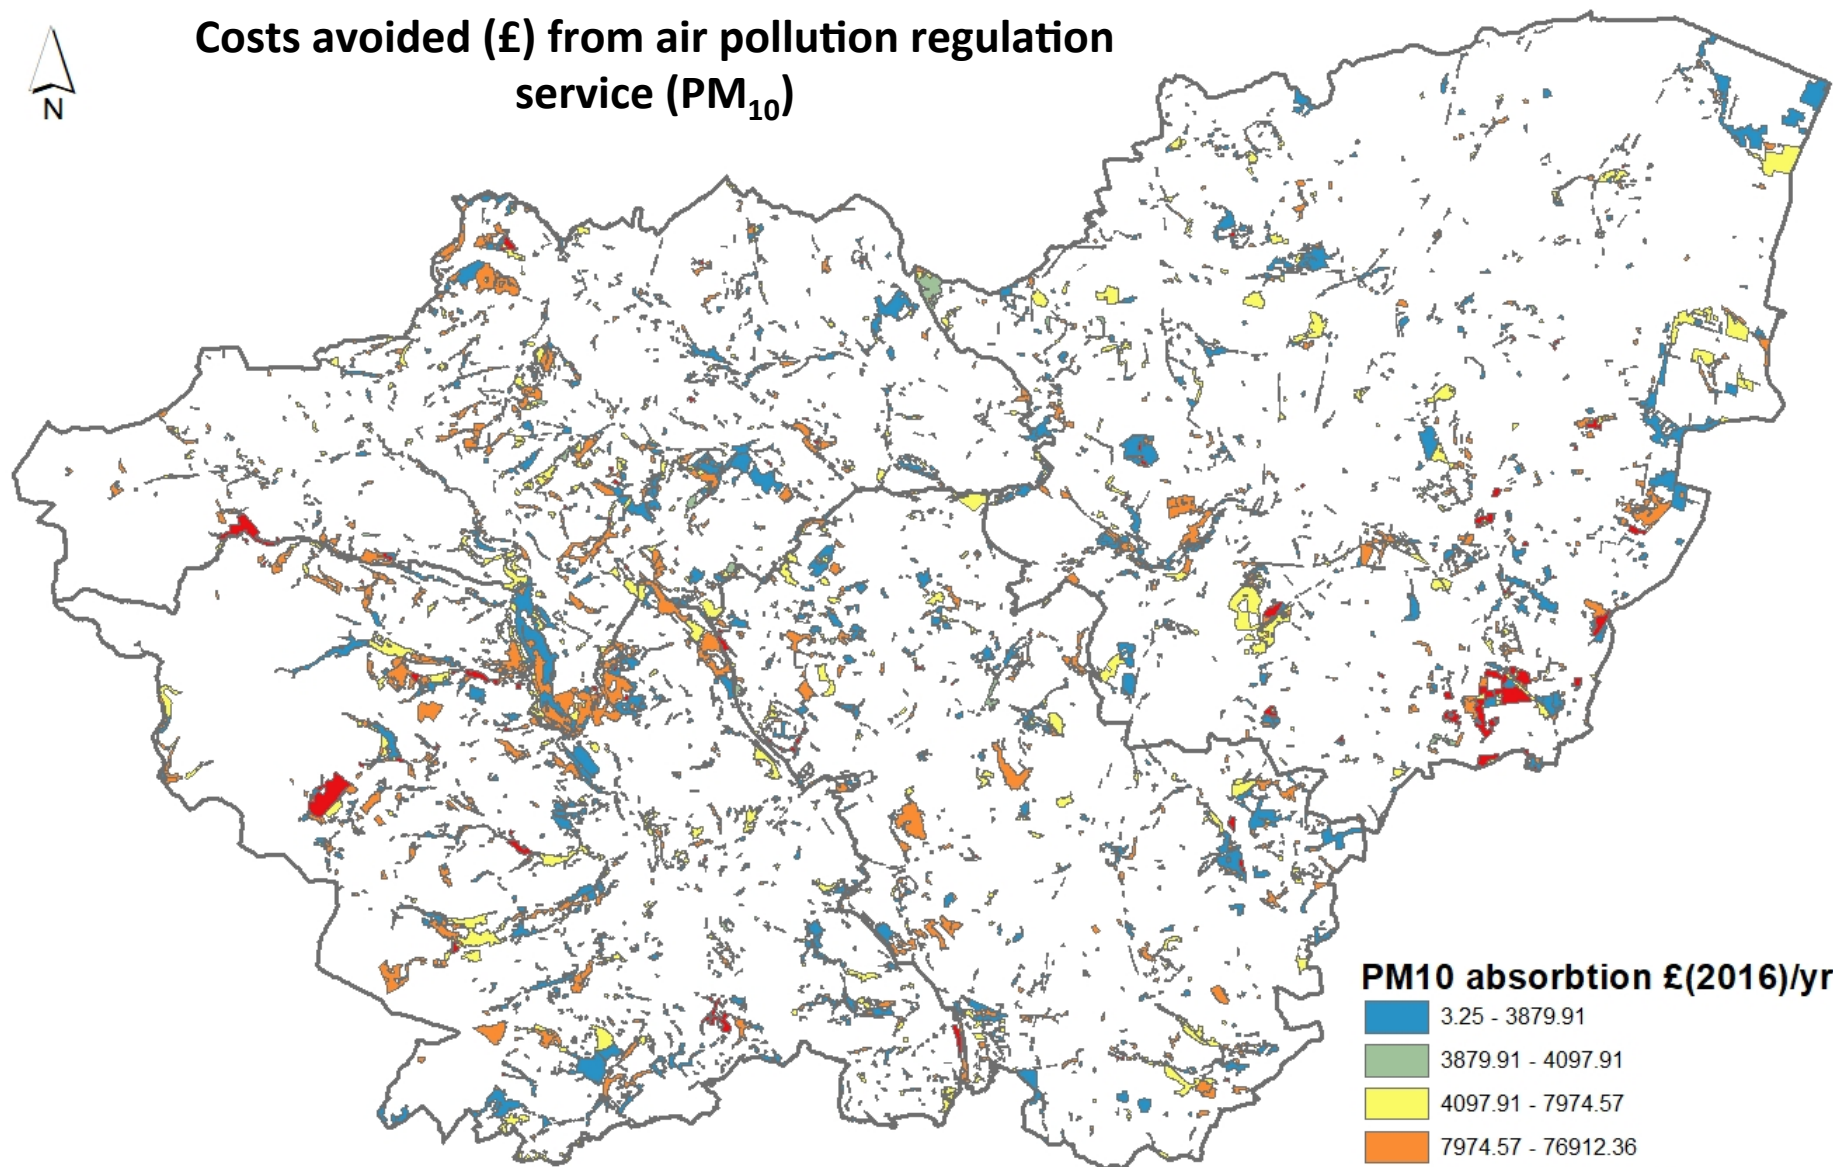 Costs avoided (£) from air pollution regulation
service (PM₁₀)
N
PM10 absorbtion £(2016)/yr
3.25 - 3879.91
3879.91 - 4097.91
4097.91 - 7974.57
7974.57 - 76912.36